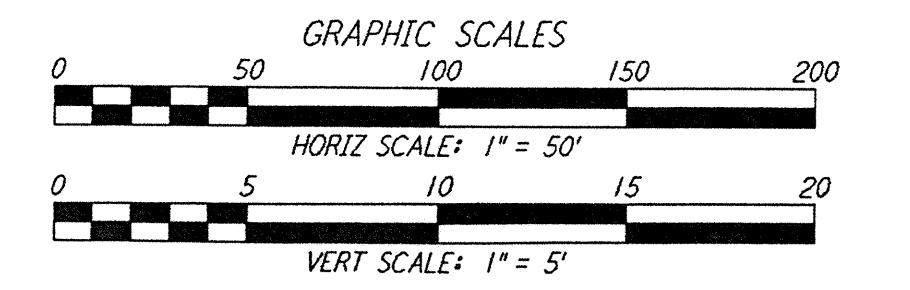 GRAPHIC SCALES
0 50 100 150 200
HORIZ SCALE: 1" = 50'
0 5 10 15 20
VERT SCALE: 1" = 5'